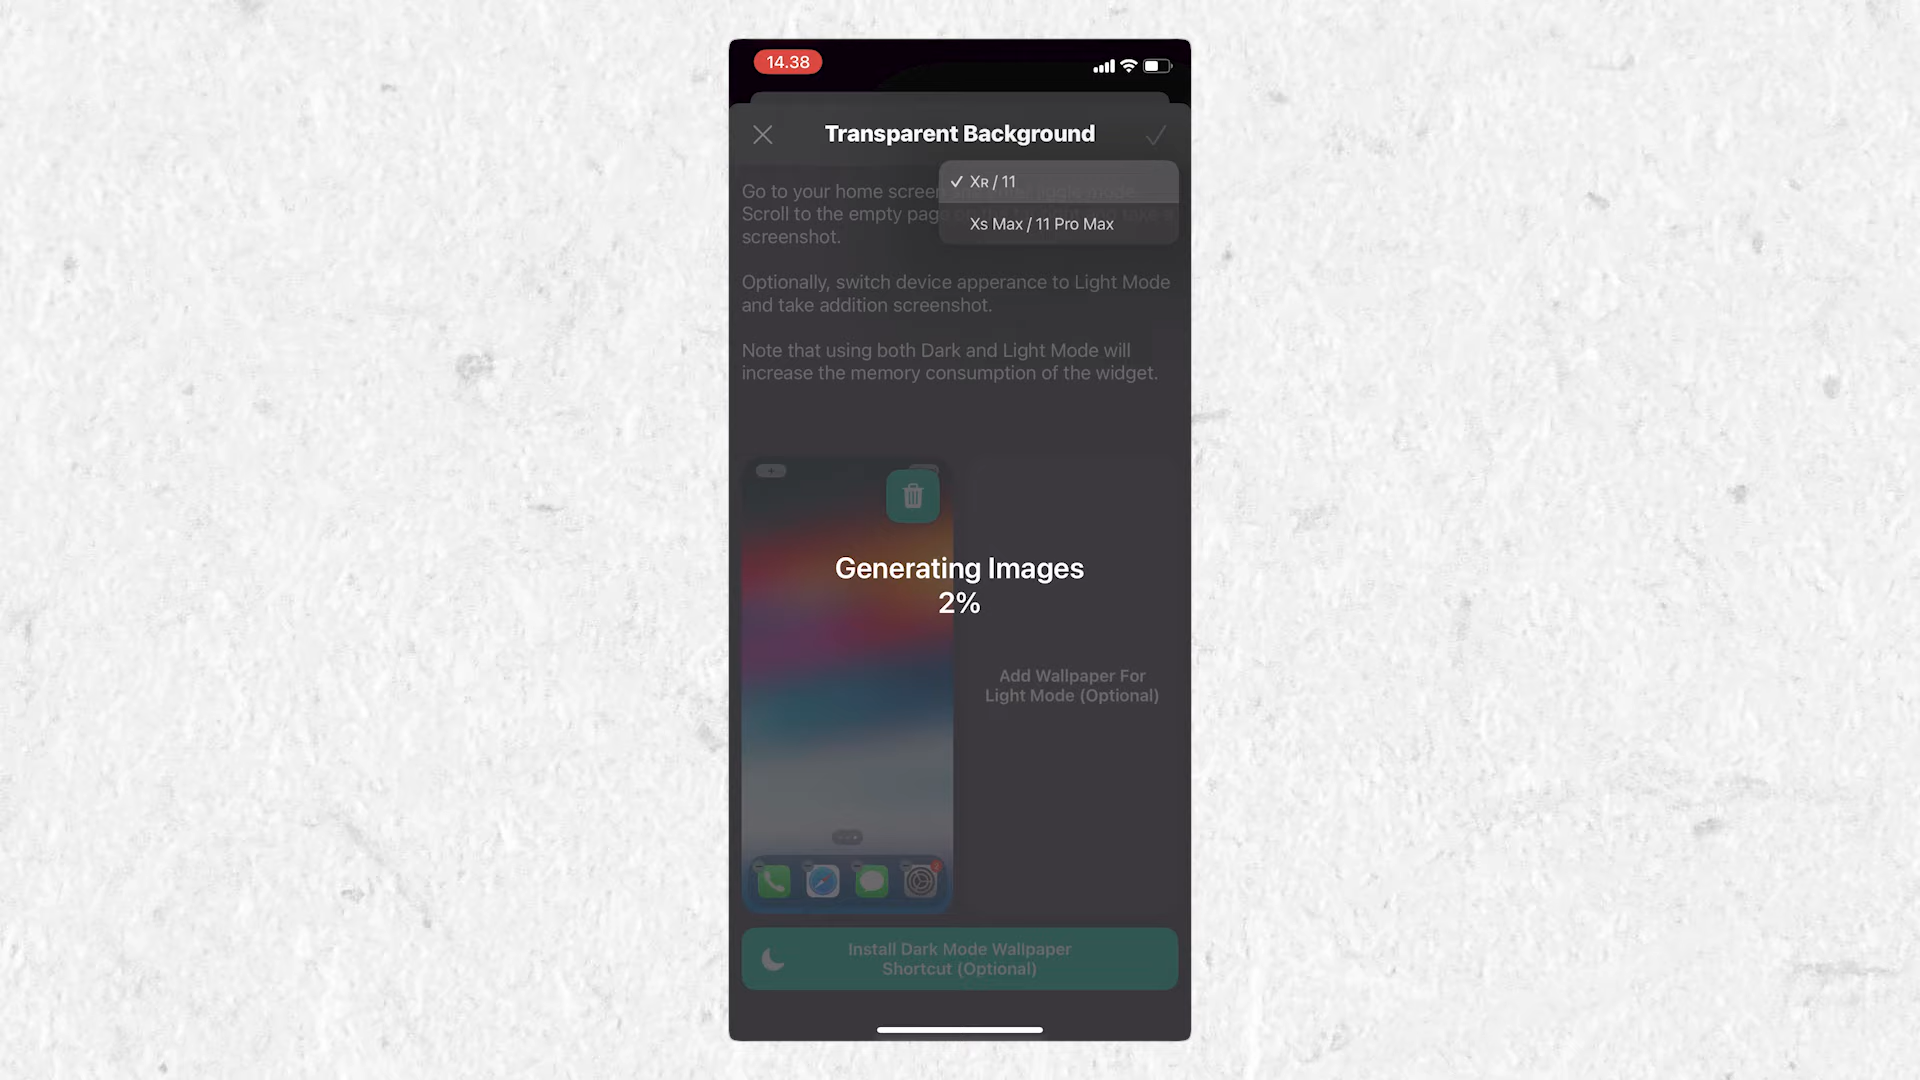 14.38
Transparent Background
XR / 11
Xs Max / 11 Pro Max
Go to your home screen
Scroll to the empty page
screenshot.
Optionally, switch device apperance to Light Mode
and take addition screenshot.
Note that using both Dark and Light Mode will
increase the memory consumption of the widget.
Generating Images
2%
Add Wallpaper For
Light Mode (Optional)
Install Dark Mode Wallpaper
Shortcut (Optional)